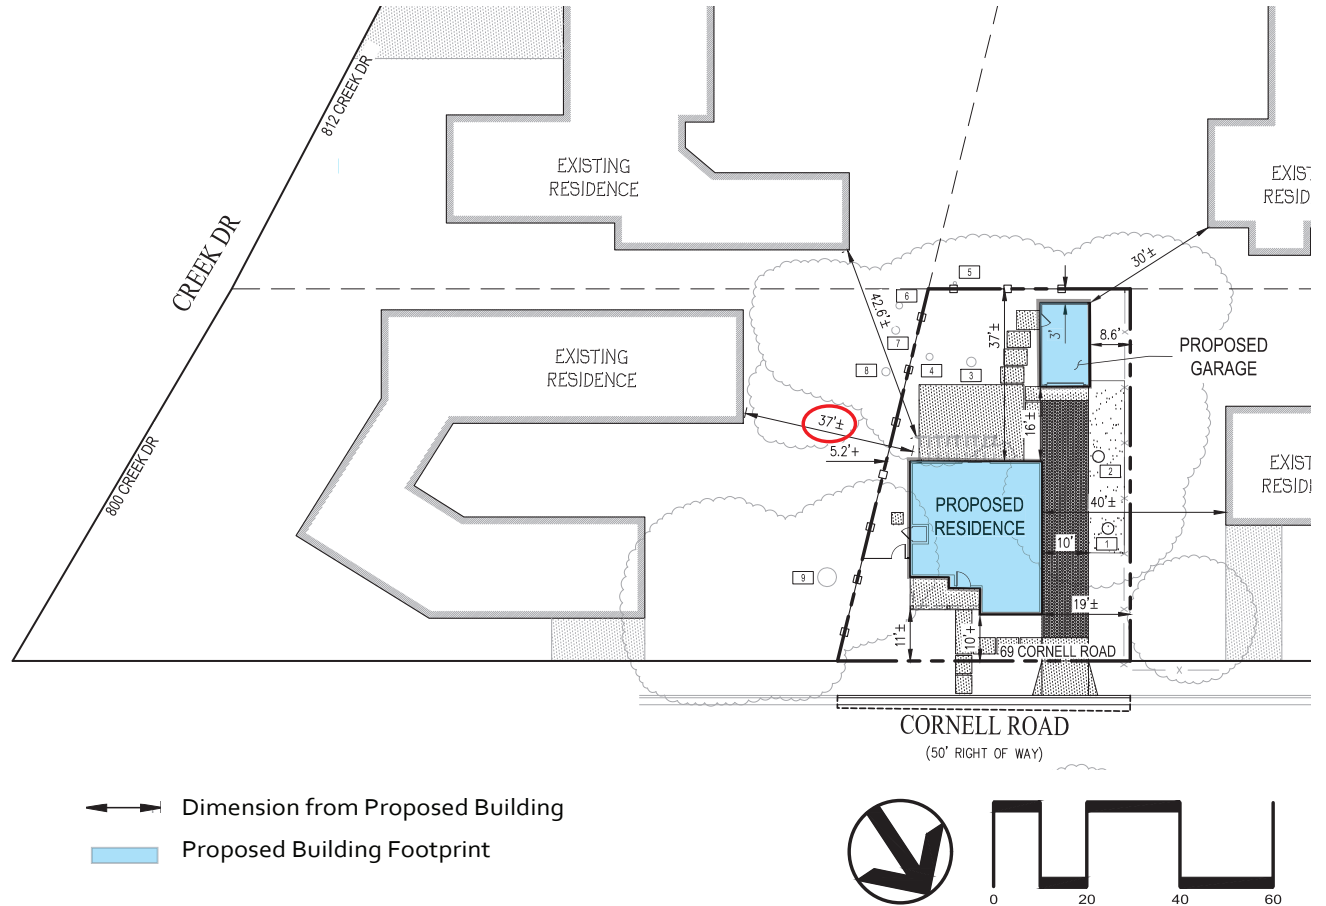 812 CREEK DR
EXISTING
RESIDENCE
EXIST
RESID
CREEK DR
30'±
5
6
42.6'±
7
37'±
3'
8.6'
PROPOSED
GARAGE
EXISTING
RESIDENCE
8
4
3
37'±
16'±
5.2'+
800 CREEK DR
2
EXIST
RESID
PROPOSED
RESIDENCE
40'±
10'
1
9
19'±
11'±
10'+
69 CORNELL ROAD
X
CORNELL ROAD
(50' RIGHT OF WAY)
Dimension from Proposed Building
Proposed Building Footprint
0 20 40 60